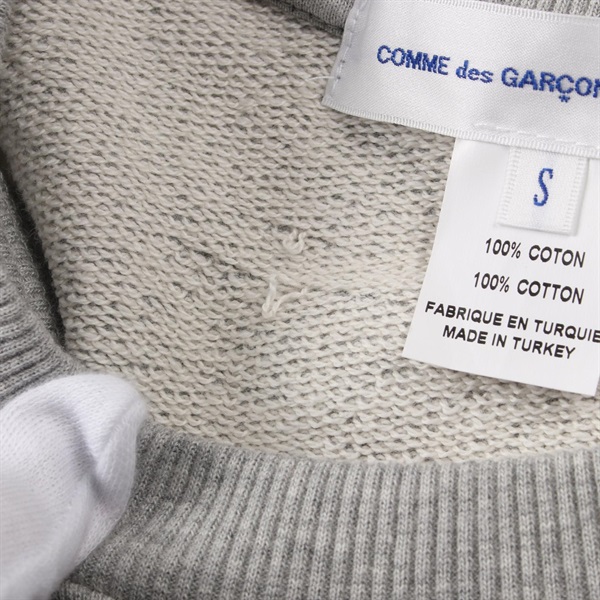 COMME des GARÇON
S
100% COTON
100% COTTON
FABRIQUE EN TURQUIE
MADE IN TURKEY